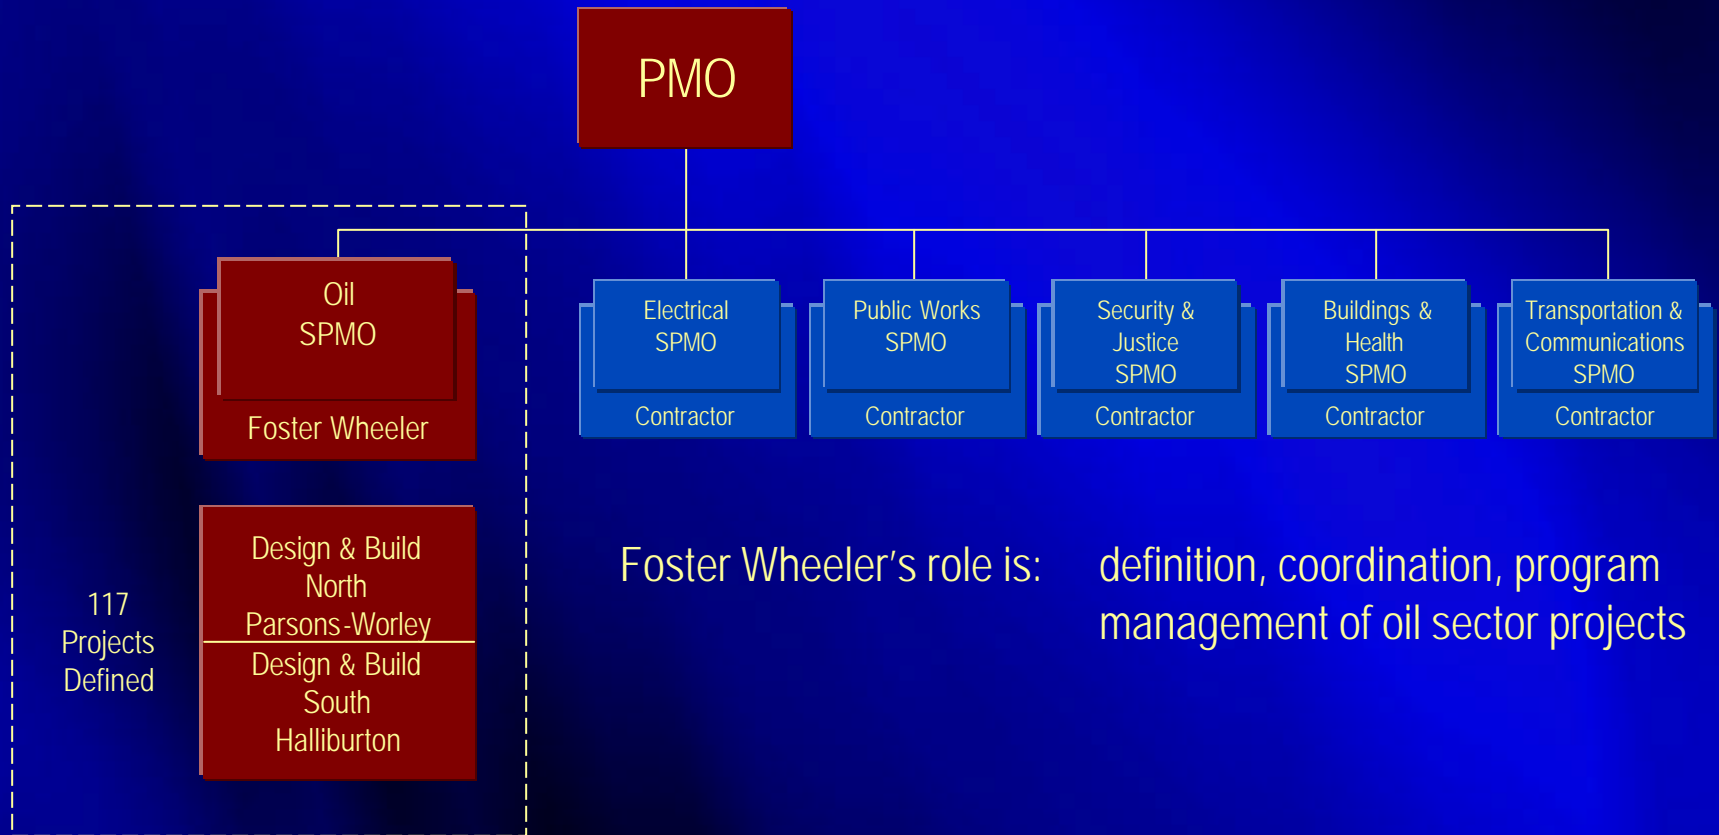 PMO
Oil
SPMO
Foster Wheeler
Electrical
SPMO
Contractor
Public Works
SPMO
Contractor
Security &
Justice
SPMO
Contractor
Buildings &
Health
SPMO
Contractor
Transportation &
Communications
SPMO
Contractor
117
Projects
Defined
Design & Build
North
Parsons-Worley
Design & Build
South
Halliburton
Foster Wheeler’s role is: definition, coordination, program
management of oil sector projects